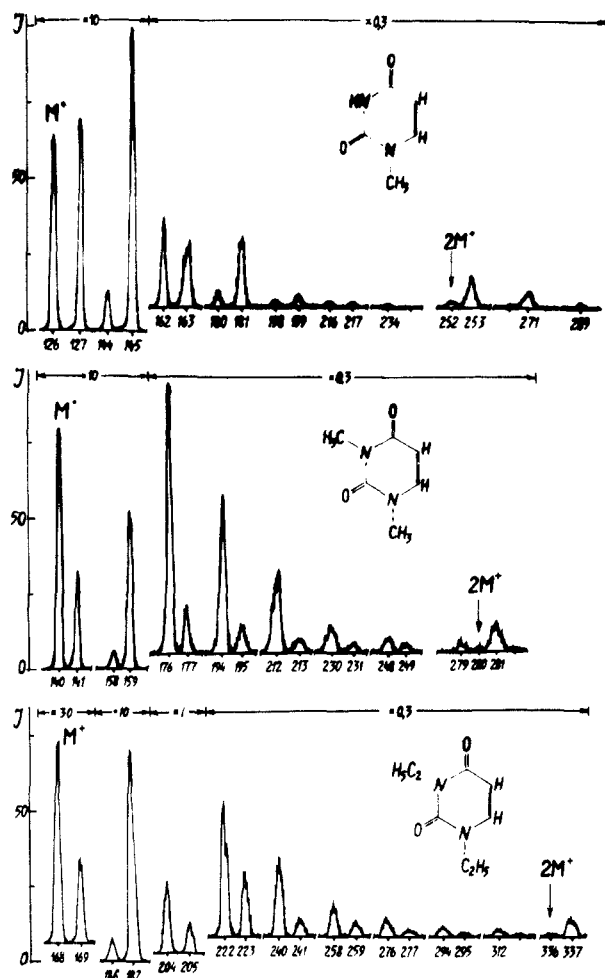 J
×10
×0,3
M⁺
50
0
126 127 144 145 162 163 180 181 198 199 216 217 234 252 253 271 289
2M⁺
O
HN
H
O
N
H
CH₃
J
×10
×0,3
M⁺
50
0
140 141 158 159 176 177 194 195 212 213 230 231 248 249 279 280 281
2M⁺
O
H₃C
N
H
O
N
H
CH₃
J
×30
×10
×1
×0,3
M⁺
50
0
168 169 186 187 204 205 222 223 240 241 258 259 276 277 294 295 312 336 337
2M⁺
O
H₅C₂
N
H
O
N
H
C₂H₅